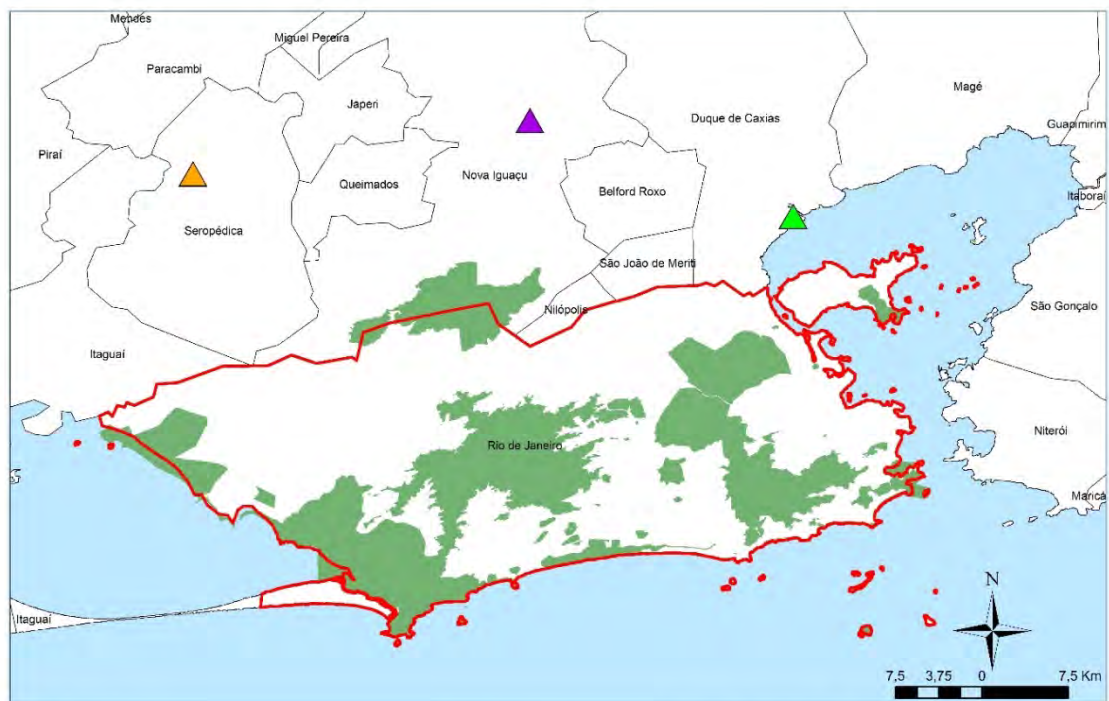 Mendes
Miguel Pereira
Paracambi
Magé
Japeri
Duque de Caxias
Guapimirim
Piraí
Queimados
Nova Iguaçu
Belford Roxo
Itaboraí
Seropédica
São João de Meriti
São Gonçalo
Nilópolis
Itaguaí
Niterói
Rio de Janeiro
Maricá
N
Itaguaí
7,5 3,75 0 7,5 Km